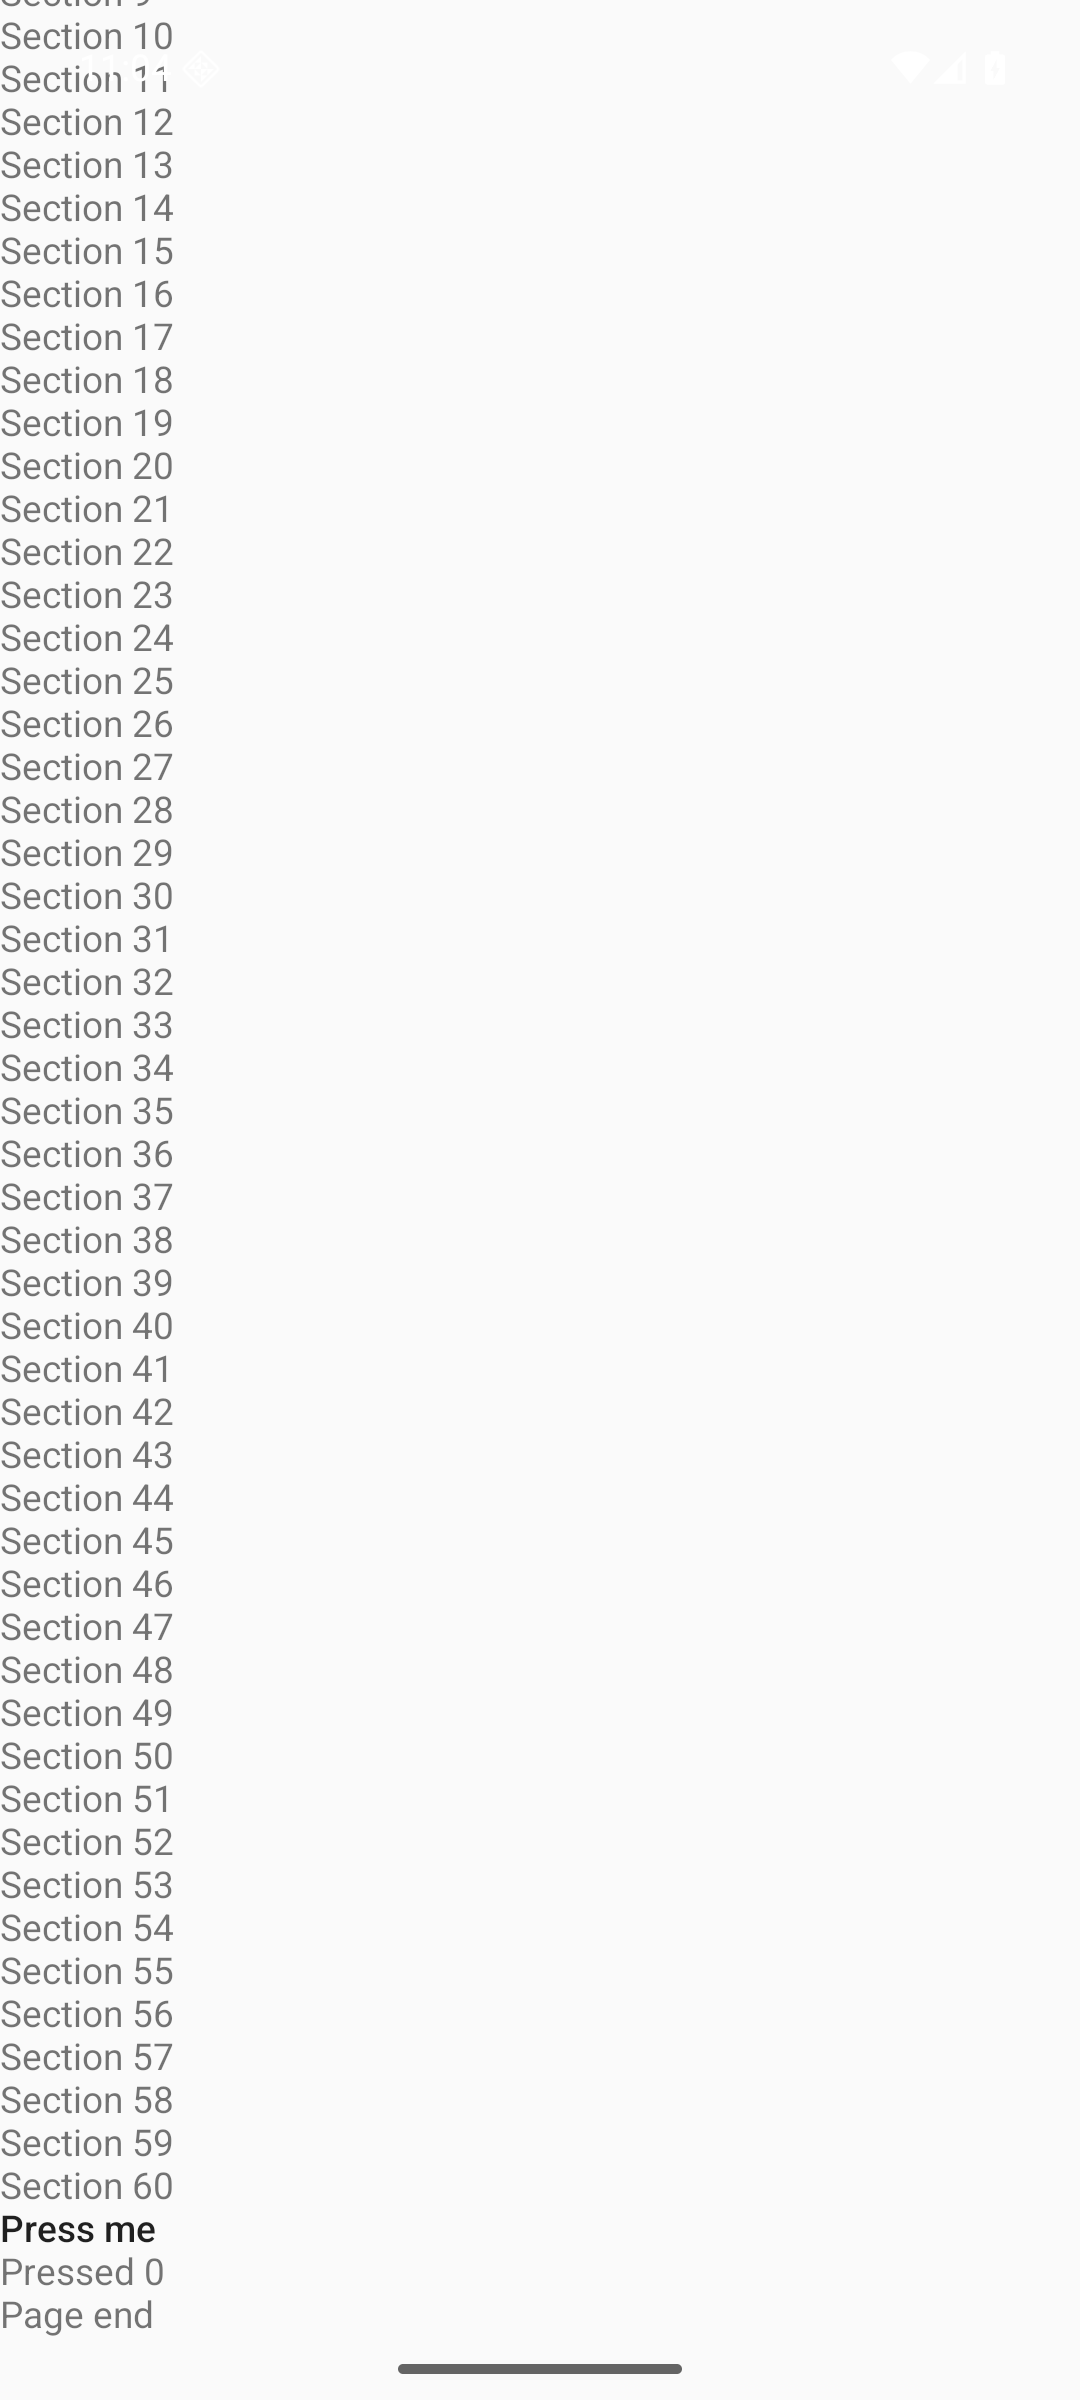 Section 10
Section 11
Section 12
Section 13
Section 14
Section 15
Section 16
Section 17
Section 18
Section 19
Section 20
Section 21
Section 22
Section 23
Section 24
Section 25
Section 26
Section 27
Section 28
Section 29
Section 30
Section 31
Section 32
Section 33
Section 34
Section 35
Section 36
Section 37
Section 38
Section 39
Section 40
Section 41
Section 42
Section 43
Section 44
Section 45
Section 46
Section 47
Section 48
Section 49
Section 50
Section 51
Section 52
Section 53
Section 54
Section 55
Section 56
Section 57
Section 58
Section 59
Section 60
Press me
Pressed 0
Page end